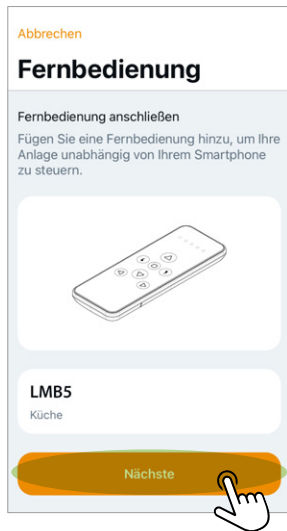 Abbrechen
Fernbedienung
Fernbedienung anschließen
Fügen Sie eine Fernbedienung hinzu, um Ihre
Anlage unabhängig von Ihrem Smartphone
zu steuern.
LMB5
Küche
Nächste